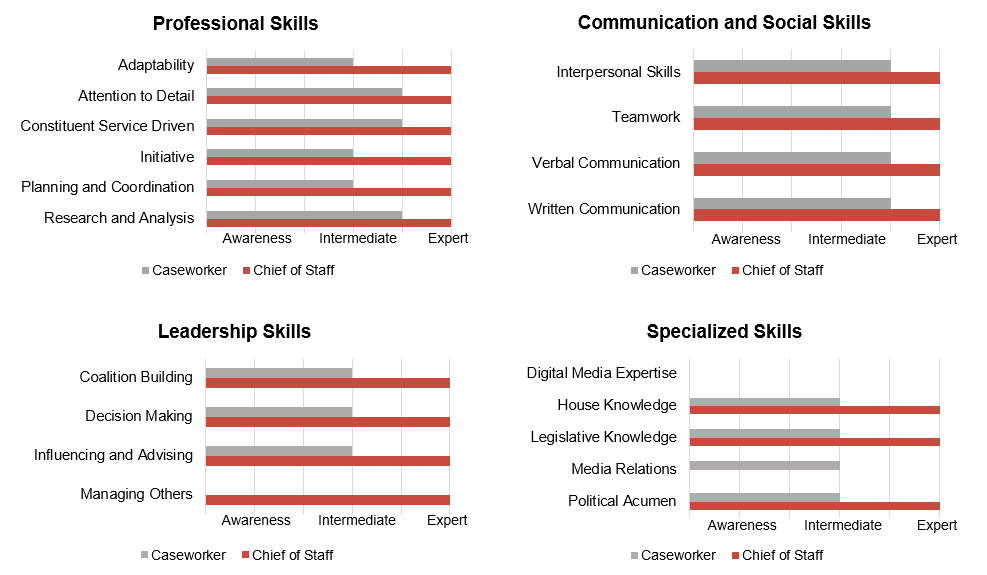 Professional Skills
Adaptability
Attention to Detail
Constituent Service Driven
Initiative
Planning and Coordination
Research and Analysis
Awareness Intermediate Expert
Caseworker Chief of Staff
Communication and Social Skills
Interpersonal Skills
Teamwork
Verbal Communication
Written Communication
Awareness Intermediate Expert
Caseworker Chief of Staff
Leadership Skills
Coalition Building
Decision Making
Influencing and Advising
Managing Others
Awareness Intermediate Expert
Caseworker Chief of Staff
Specialized Skills
Digital Media Expertise
House Knowledge
Legislative Knowledge
Media Relations
Political Acumen
Awareness Intermediate Expert
Caseworker Chief of Staff